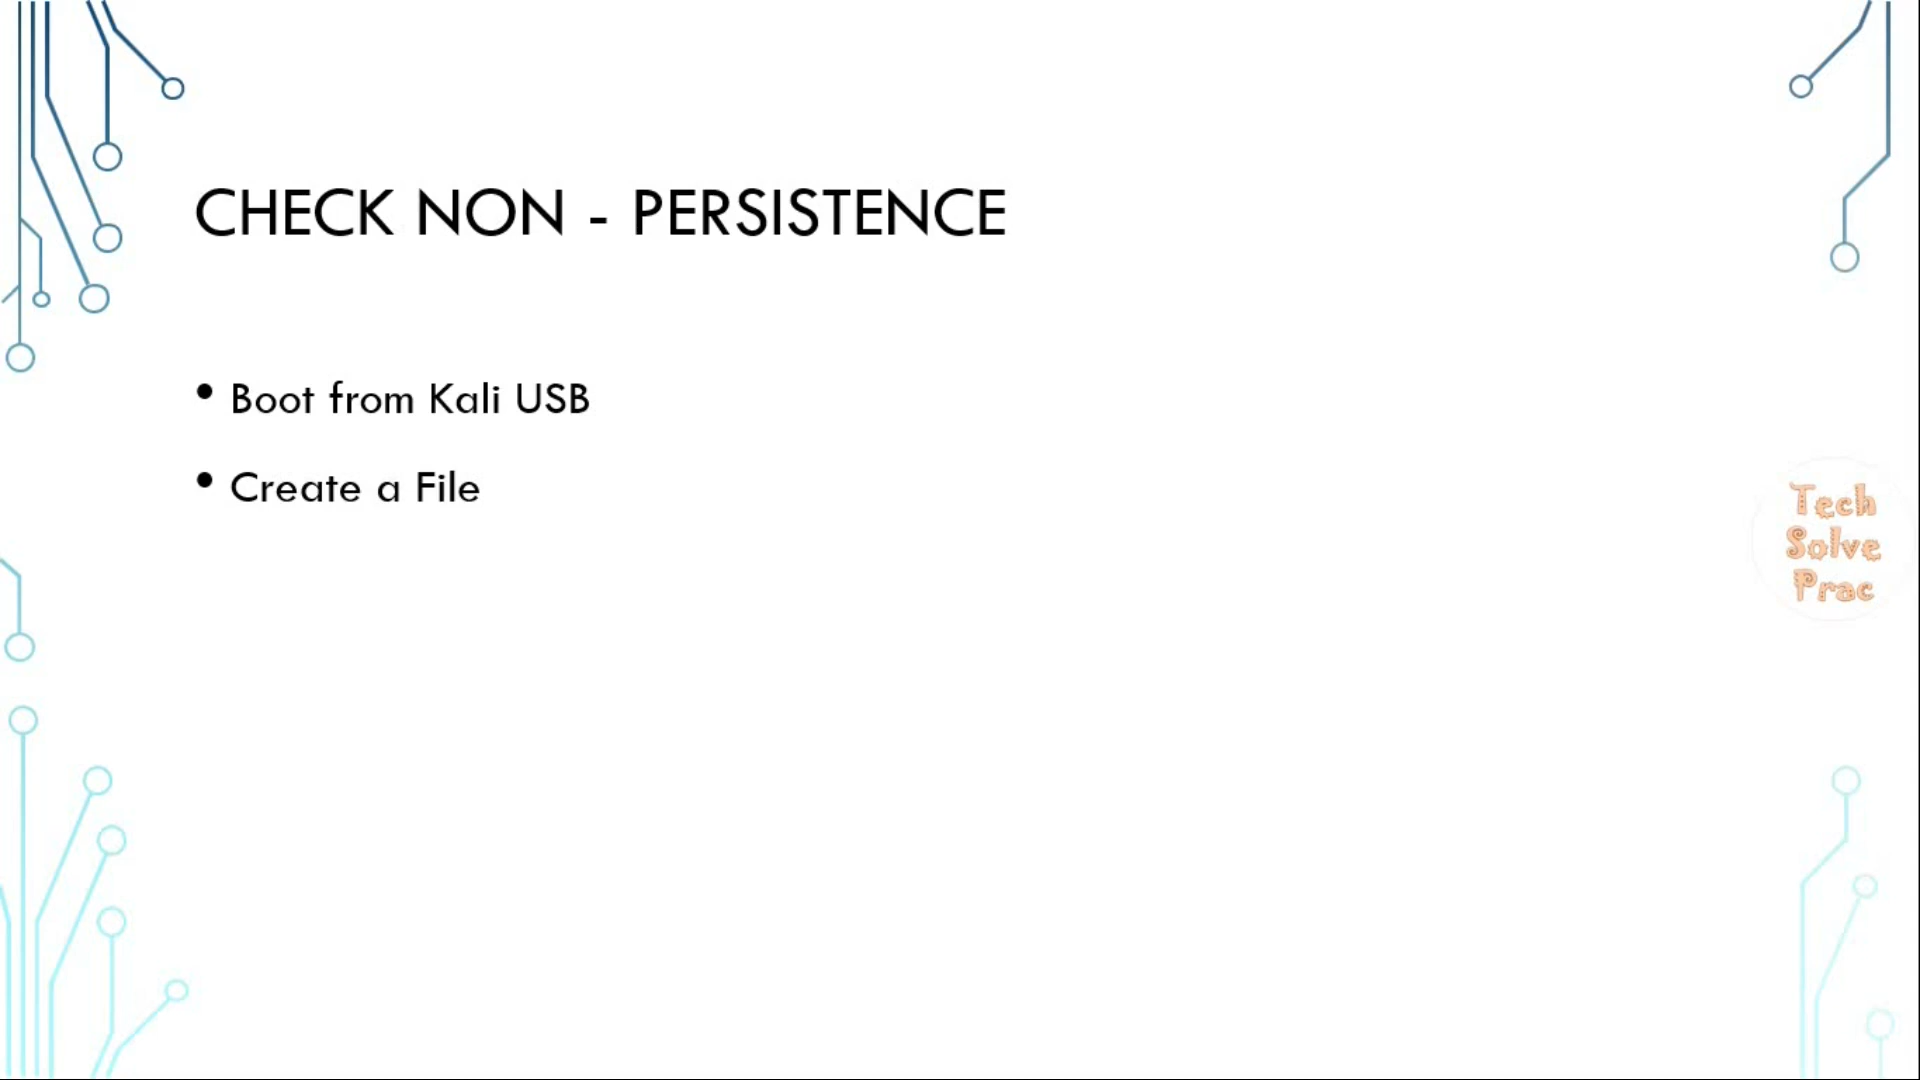 CHECK NON - PERSISTENCE
• Boot from Kali USB
• Create a File
Tech
Solve
Prac